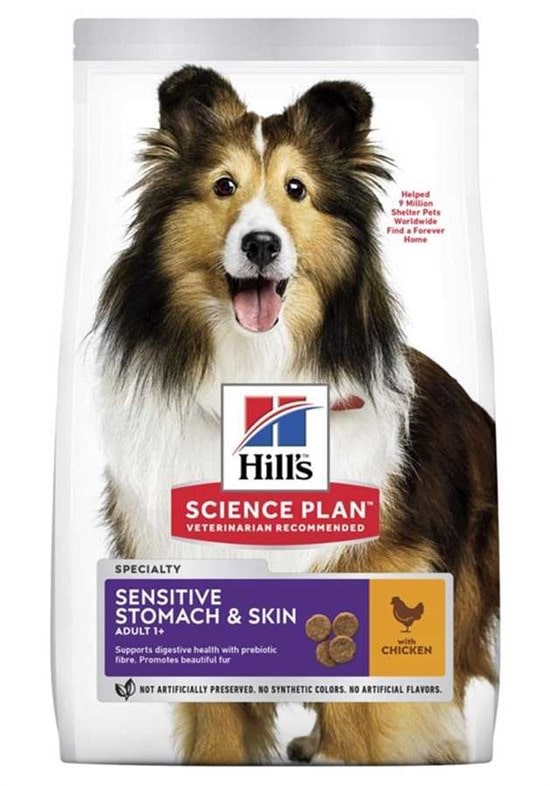 Helped
9 Million
Shelter Pets
Worldwide
Find a Forever
Home
Hill's
SCIENCE PLAN™
VETERINARIAN RECOMMENDED
SPECIALTY
SENSITIVE
STOMACH & SKIN
ADULT 1+
Supports digestive health with prebiotic
fibre. Promotes beautiful fur
with
CHICKEN
NOT ARTIFICIALLY PRESERVED. NO SYNTHETIC COLORS. NO ARTIFICIAL FLAVORS.